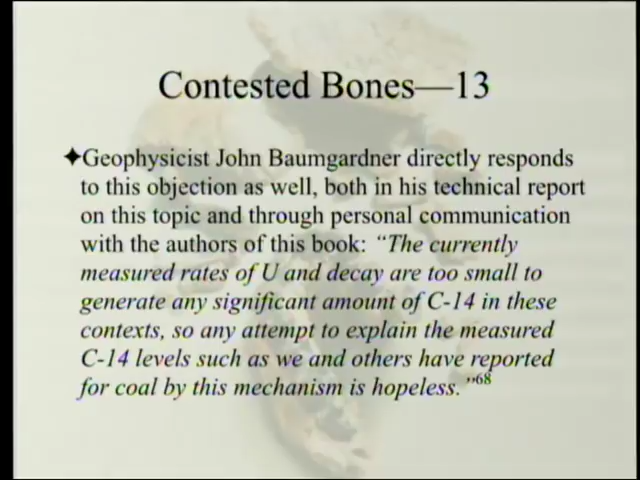 Contested Bones—13
✦Geophysicist John Baumgardner directly responds
to this objection as well, both in his technical report
on this topic and through personal communication
with the authors of this book: “The currently
measured rates of U and decay are too small to
generate any significant amount of C-14 in these
contexts, so any attempt to explain the measured
C-14 levels such as we and others have reported
for coal by this mechanism is hopeless.”68